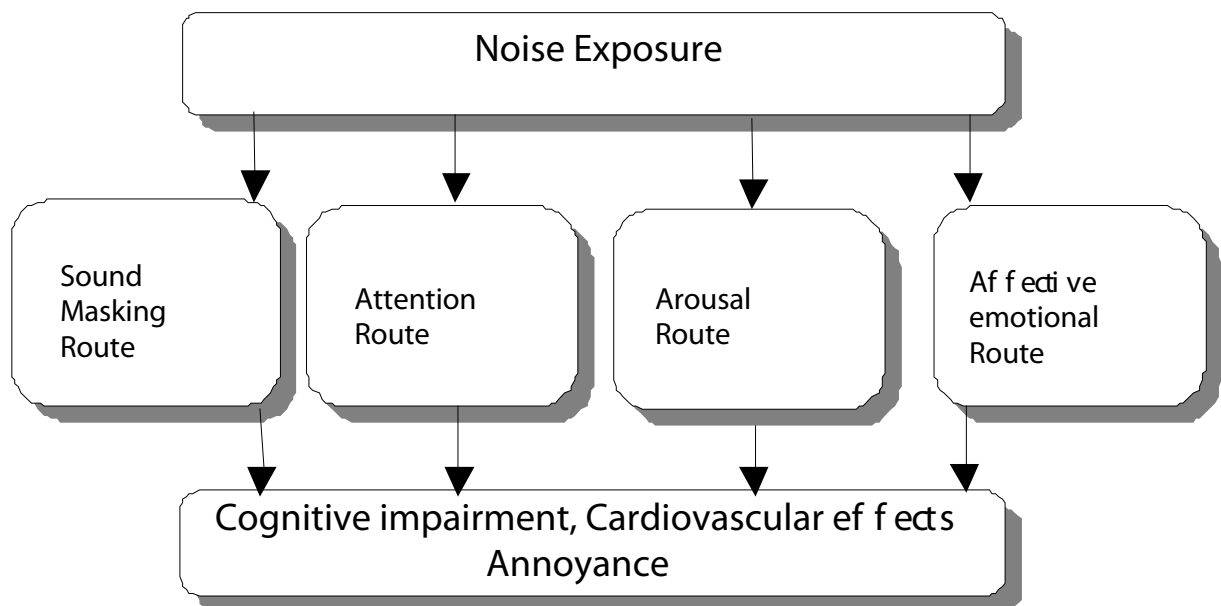 Noise Exposure
Sound
Masking
Route
Attention
Route
Arousal
Route
Af f ecti ve
emotional
Route
Cognitive impairment, Cardiovascular ef f ects
Annoyance